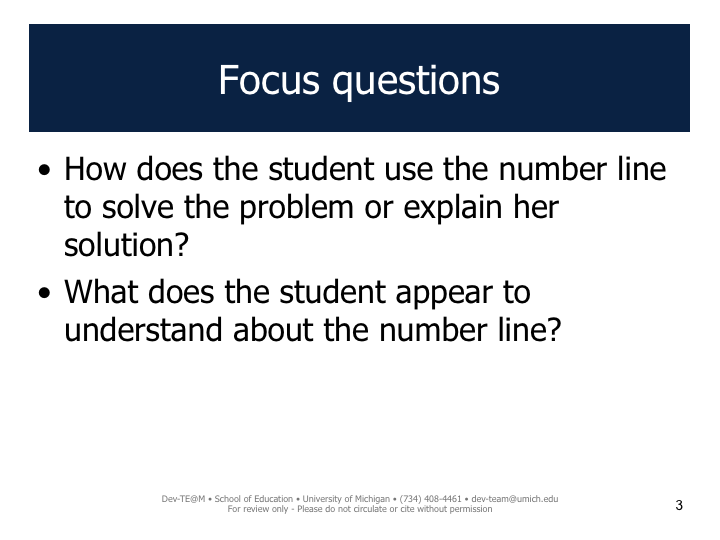 Focus questions
• How does the student use the number line
to solve the problem or explain her
solution?
• What does the student appear to
understand about the number line?
Dev-TE@M • School of Education • University of Michigan • (734) 408-4461 • dev-team@umich.edu
For review only - Please do not circulate or cite without permission
3